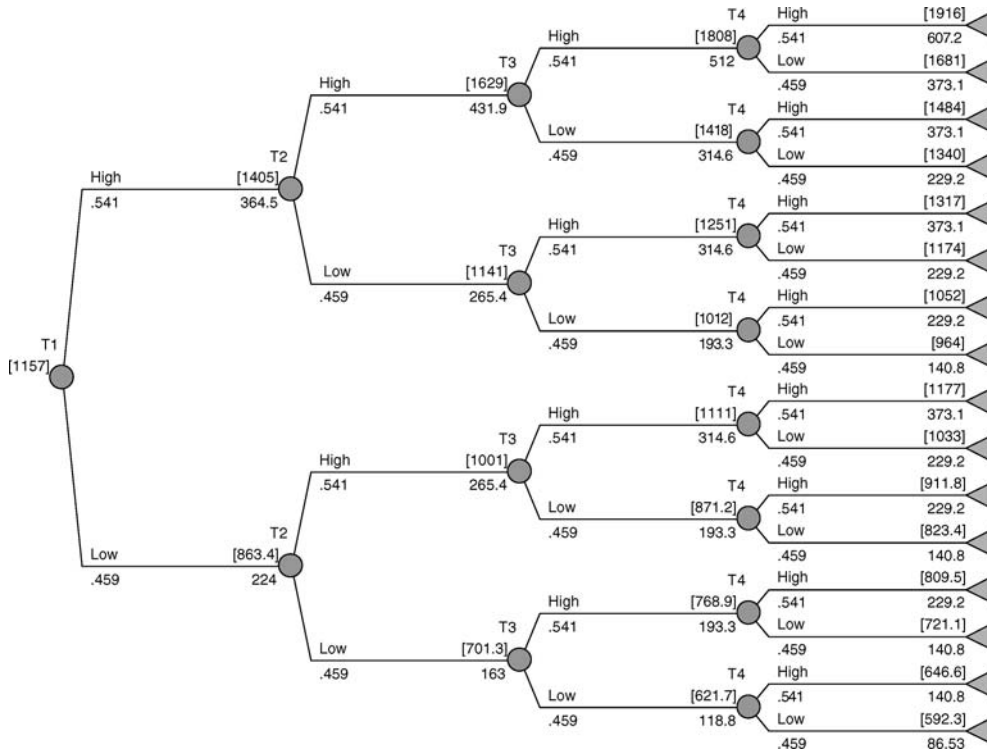 T4
High [1916]
.541 607.2
Low [1681]
.459 373.1
High [1808]
.541 512
T3
[1629]
431.9
High
.541
Low [1418]
.459 314.6
T4
High [1484]
.541 373.1
Low [1340]
.459 229.2
T2
High [1405]
.541 364.5
T4
High [1317]
.541 373.1
Low [1174]
.459 229.2
High [1251]
.541 314.6
T3
Low [1141]
.459 265.4
Low [1012]
.459 193.3
T4
High [1052]
.541 229.2
Low [964]
.459 140.8
T1
[1157]
T4
High [1177]
.541 373.1
Low [1033]
.459 229.2
High [1111]
.541 314.6
T3
High [1001]
.541 265.4
Low [871.2]
.459 193.3
T4
High [911.8]
.541 229.2
Low [823.4]
.459 140.8
T2
Low [863.4]
.459 224
T4
High [809.5]
.541 229.2
Low [721.1]
.459 140.8
High [768.9]
.541 193.3
T3
Low [701.3]
.459 163
Low [621.7]
.459 118.8
T4
High [646.6]
.541 140.8
Low [592.3]
.459 86.53